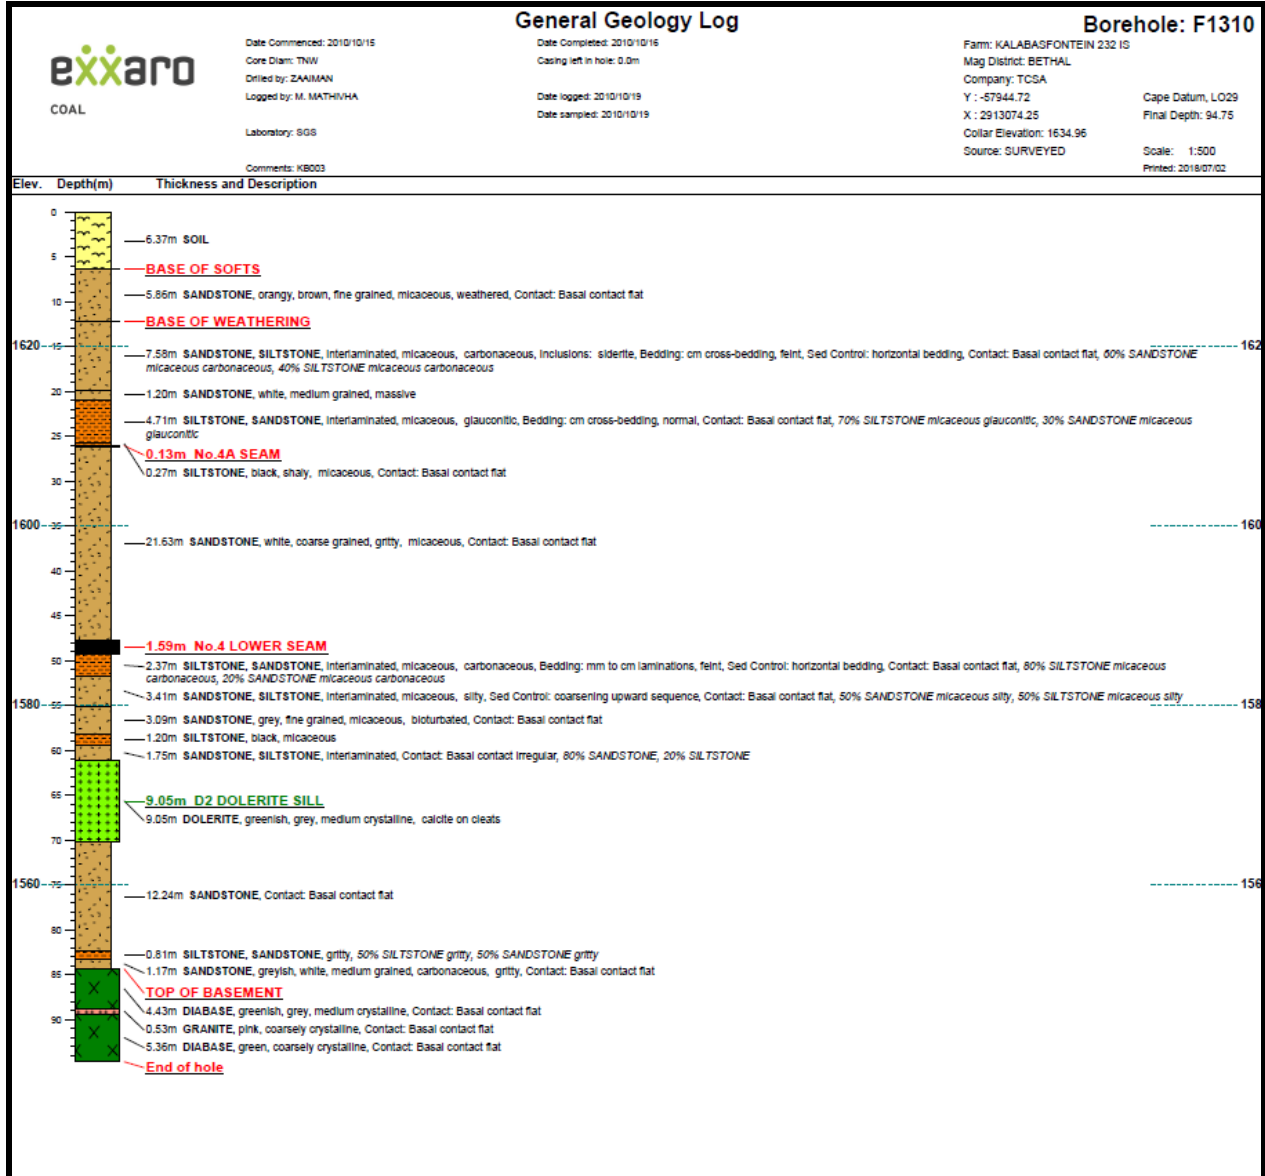 General Geology Log
Borehole: F1310
exxaro
COAL
Date Commenced: 2010/10/15
Core Diam: TNW
Drilled by: ZAAIMAN
Logged by: M. MATHIVHA
Laboratory: SGS
Comments: KB003
Date Completed: 2010/10/16
Casing left in hole: 0.0m
Date logged: 2010/10/19
Date sampled: 2010/10/19
Farm: KALABASFONTEIN 232 IS
Mag District: BETHAL
Company: TCSA
Y : -57944.72
X : 2913074.25
Collar Elevation: 1634.96
Source: SURVEYED
Cape Datum, LO29
Final Depth: 94.75
Scale: 1:500
Printed: 2018/07/02
Elev. Depth(m) Thickness and Description
0
6.37m SOIL
5
BASE OF SOFTS
5.86m SANDSTONE, orangy, brown, fine grained, micaceous, weathered, Contact: Basal contact flat
10
BASE OF WEATHERING
1620 15 162
7.58m SANDSTONE, SILTSTONE, interlaminated, micaceous, carbonaceous, Inclusions: siderite, Bedding: cm cross-bedding, feint, Sed Control: horizontal bedding, Contact: Basal contact flat, 60% SANDSTONE
micaceous carbonaceous, 40% SILTSTONE micaceous carbonaceous
20
1.20m SANDSTONE, white, medium grained, massive
4.71m SILTSTONE, SANDSTONE, interlaminated, micaceous, glauconitic, Bedding: cm cross-bedding, normal, Contact: Basal contact flat, 70% SILTSTONE micaceous glauconitic, 30% SANDSTONE micaceous
glauconitic
25
0.13m No.4A SEAM
0.27m SILTSTONE, black, shaly, micaceous, Contact: Basal contact flat
30
1600 35 160
21.63m SANDSTONE, white, coarse grained, gritty, micaceous, Contact: Basal contact flat
40
45
1.59m No.4 LOWER SEAM
50
2.37m SILTSTONE, SANDSTONE, interlaminated, micaceous, carbonaceous, Bedding: mm to cm laminations, feint, Sed Control: horizontal bedding, Contact: Basal contact flat, 80% SILTSTONE micaceous
carbonaceous, 20% SANDSTONE micaceous carbonaceous
3.41m SANDSTONE, SILTSTONE, interlaminated, micaceous, silty, Sed Control: coarsening upward sequence, Contact: Basal contact flat, 50% SANDSTONE micaceous silty, 50% SILTSTONE micaceous silty
1580 55 158
3.09m SANDSTONE, grey, fine grained, micaceous, bioturbated, Contact: Basal contact flat
1.20m SILTSTONE, black, micaceous
60
1.75m SANDSTONE, SILTSTONE, interlaminated, Contact: Basal contact irregular, 80% SANDSTONE, 20% SILTSTONE
65
9.05m D2 DOLERITE SILL
9.05m DOLERITE, greenish, grey, medium crystalline, calcite on cleats
70
1560 75 156
12.24m SANDSTONE, Contact: Basal contact flat
80
0.81m SILTSTONE, SANDSTONE, gritty, 50% SILTSTONE gritty, 50% SANDSTONE gritty
1.17m SANDSTONE, greyish, white, medium grained, carbonaceous, gritty, Contact: Basal contact flat
85
TOP OF BASEMENT
4.43m DIABASE, greenish, grey, medium crystalline, Contact: Basal contact flat
90
0.53m GRANITE, pink, coarsely crystalline, Contact: Basal contact flat
5.36m DIABASE, green, coarsely crystalline, Contact: Basal contact flat
End of hole